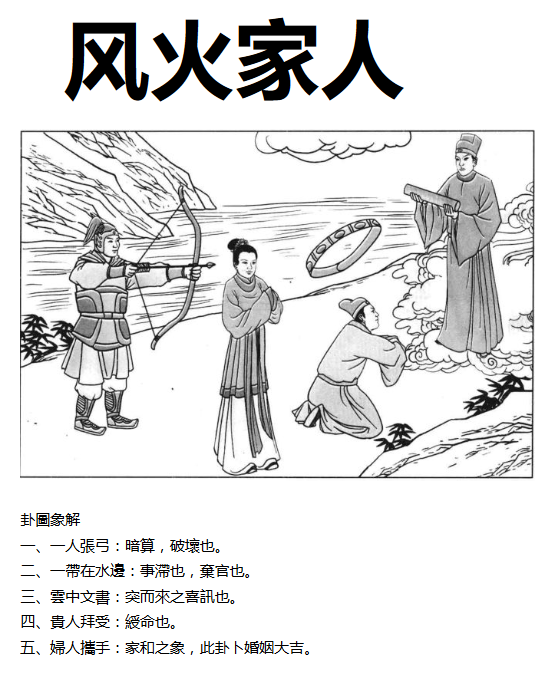 风火家人
卦圖象解
一、一人張弓：暗算，破壞也。
二、一帶在水邊：事滯也，棄官也。
三、雲中文書：突而來之喜訊也。
四、貴人拜受：綬命也。
五、婦人攜手：家和之象，此卦卜婚姻大吉。